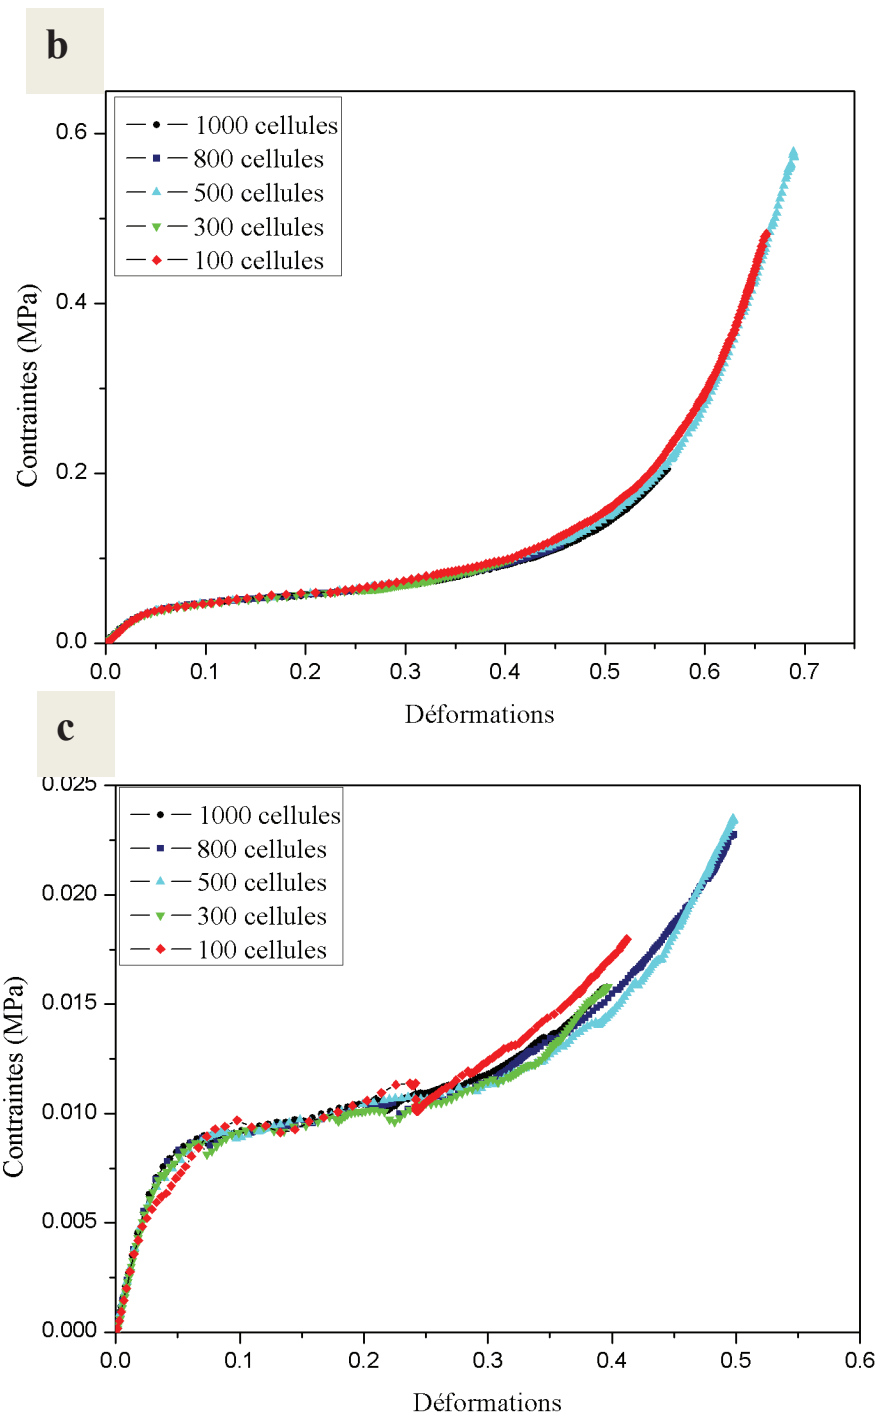 b
1000 cellules
800 cellules
500 cellules
300 cellules
100 cellules
0.6
0.4
0.2
0.0
Contraintes (MPa)
0.0 0.1 0.2 0.3 0.4 0.5 0.6 0.7
Déformations
c
0.025
1000 cellules
800 cellules
500 cellules
300 cellules
100 cellules
0.020
0.015
0.010
0.005
0.000
Contraintes (MPa)
0.0 0.1 0.2 0.3 0.4 0.5 0.6
Déformations